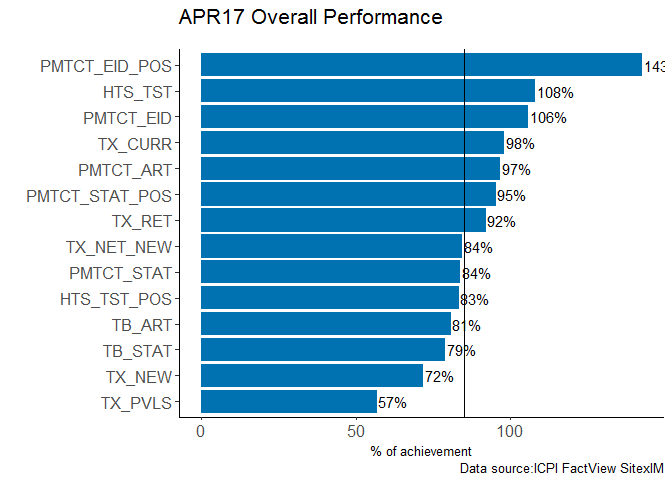 APR17 Overall Performance
PMTCT_EID_POS 143
HTS_TST 108%
PMTCT_EID 106%
TX_CURR 98%
PMTCT_ART 97%
PMTCT_STAT_POS 95%
TX_RET 92%
TX_NET_NEW 84%
PMTCT_STAT 84%
HTS_TST_POS 83%
TB_ART 81%
TB_STAT 79%
TX_NEW 72%
TX_PVLS 57%
0 50 100
% of achievement
Data source:ICPI FactView SitexIM